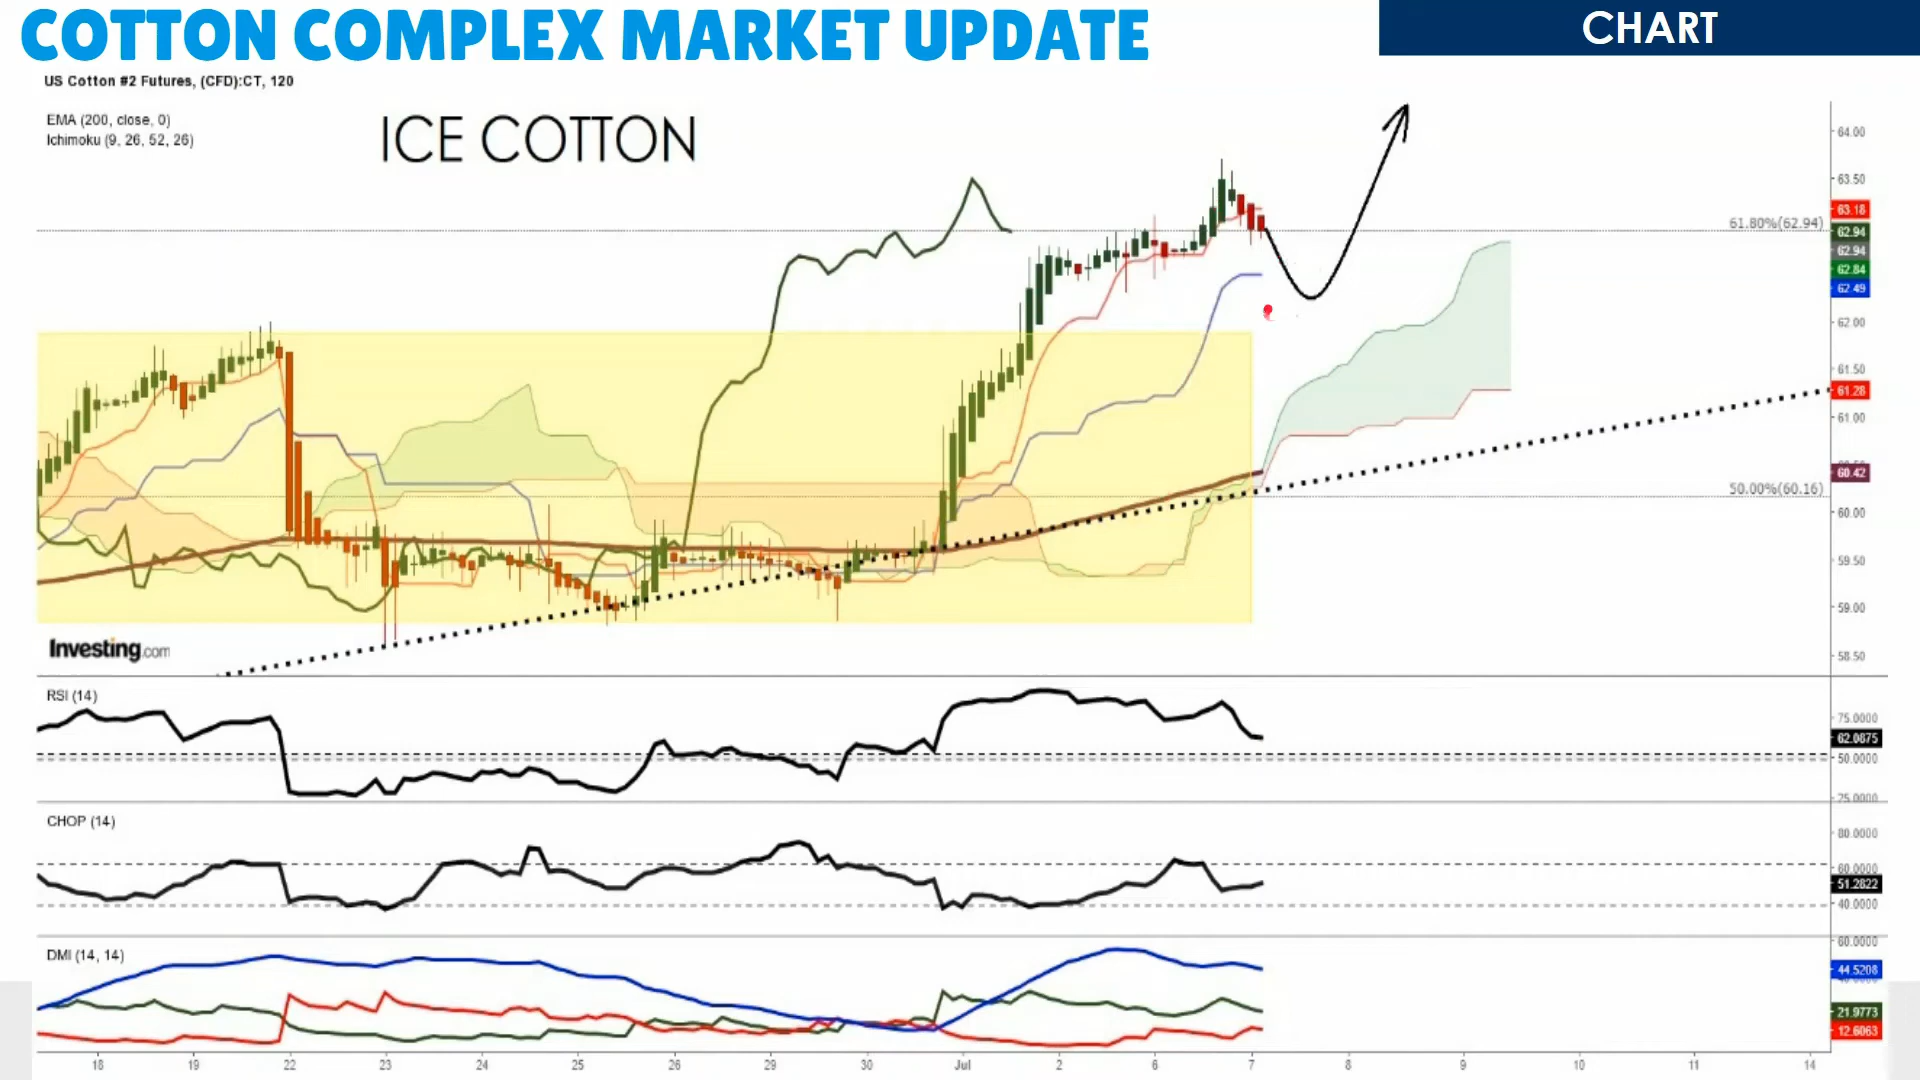 COTTON COMPLEX MARKET UPDATE
CHART
US Cotton #2 Futures, (CFD):CT, 120
EMA (200, close, 0)
Ichimoku (9, 26, 52, 26)
ICE COTTON
64.00
63.50
63.18
61.80%(62.94)
62.94
62.94
62.84
62.49
62.00
61.50
61.28
61.00
60.42
50.00%(60.16)
60.00
59.50
59.00
58.50
Investing.com
RSI (14)
75.0000
62.0875
50.0000
25.0000
CHOP (14)
80.0000
60.0000
51.2822
40.0000
DMI (14, 14)
60.0000
44.5208
21.9773
12.6063
18 19 22 23 24 25 26 29 30 Jul 2 6 7 8 9 10 11 14